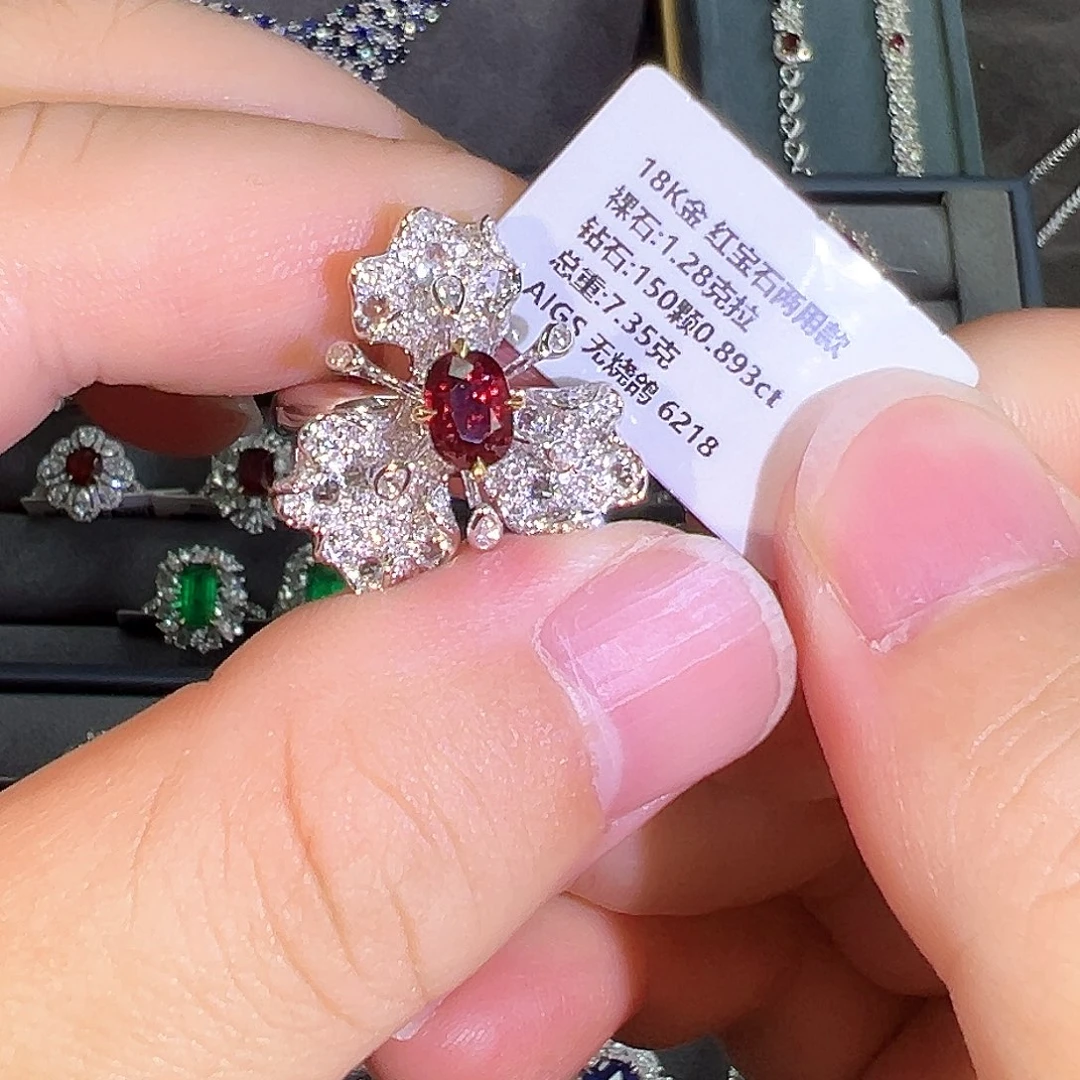 18K金 红宝石两用款
裸石:1.28克拉
钻石:150颗0.893ct
总重:7.35克
AIGS 无烧鸽 6218